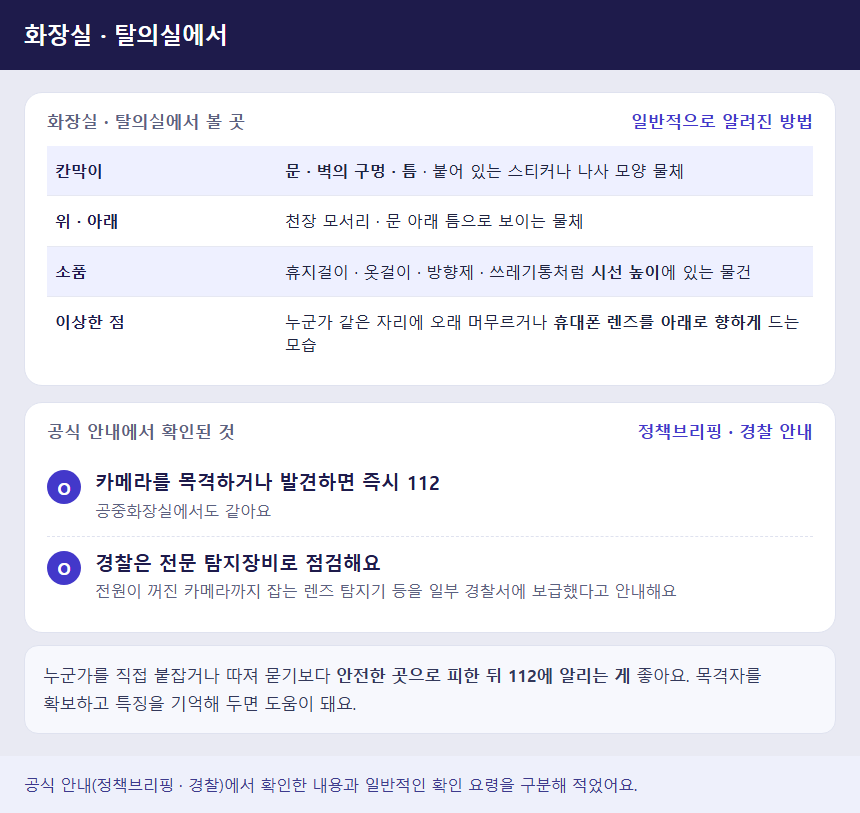 화장실 · 탈의실에서
화장실 · 탈의실에서 볼 곳
일반적으로 알려진 방법
칸막이
문 · 벽의 구멍 · 틈 · 붙어 있는 스티커나 나사 모양 물체
위 · 아래
천장 모서리 · 문 아래 틈으로 보이는 물체
소품
휴지걸이 · 옷걸이 · 방향제 · 쓰레기통처럼 시선 높이에 있는 물건
이상한 점
누군가 같은 자리에 오래 머무르거나 휴대폰 렌즈를 아래로 향하게 드는
모습
공식 안내에서 확인된 것
정책브리핑 · 경찰 안내
O
카메라를 목격하거나 발견하면 즉시 112
공중화장실에서도 같아요
O
경찰은 전문 탐지장비로 점검해요
전원이 꺼진 카메라까지 잡는 렌즈 탐지기 등을 일부 경찰서에 보급했다고 안내해요
누군가를 직접 붙잡거나 따져 묻기보다 안전한 곳으로 피한 뒤 112에 알리는 게 좋아요. 목격자를
확보하고 특징을 기억해 두면 도움이 돼요.
공식 안내(정책브리핑 · 경찰)에서 확인한 내용과 일반적인 확인 요령을 구분해 적었어요.